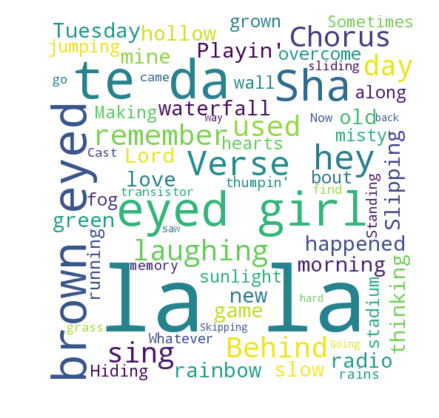 Tuesday hollow grown Sometimes
jumping mine Playin' overcome Chorus
sliding
go te da came wall Sha day
Making waterfall along
way Now back
remember used old
hearts misty
Cast Lord Verse hey
love thumpin' bout
fog transistor find
brown eyed
green saw eyed girl Standing Slipping
running laughing happened
memory sunlight morning
la la
new hard
grass game stadium thinking
Skipping
Whatever Behind Going
sing radio
Hiding rainbow slow rains